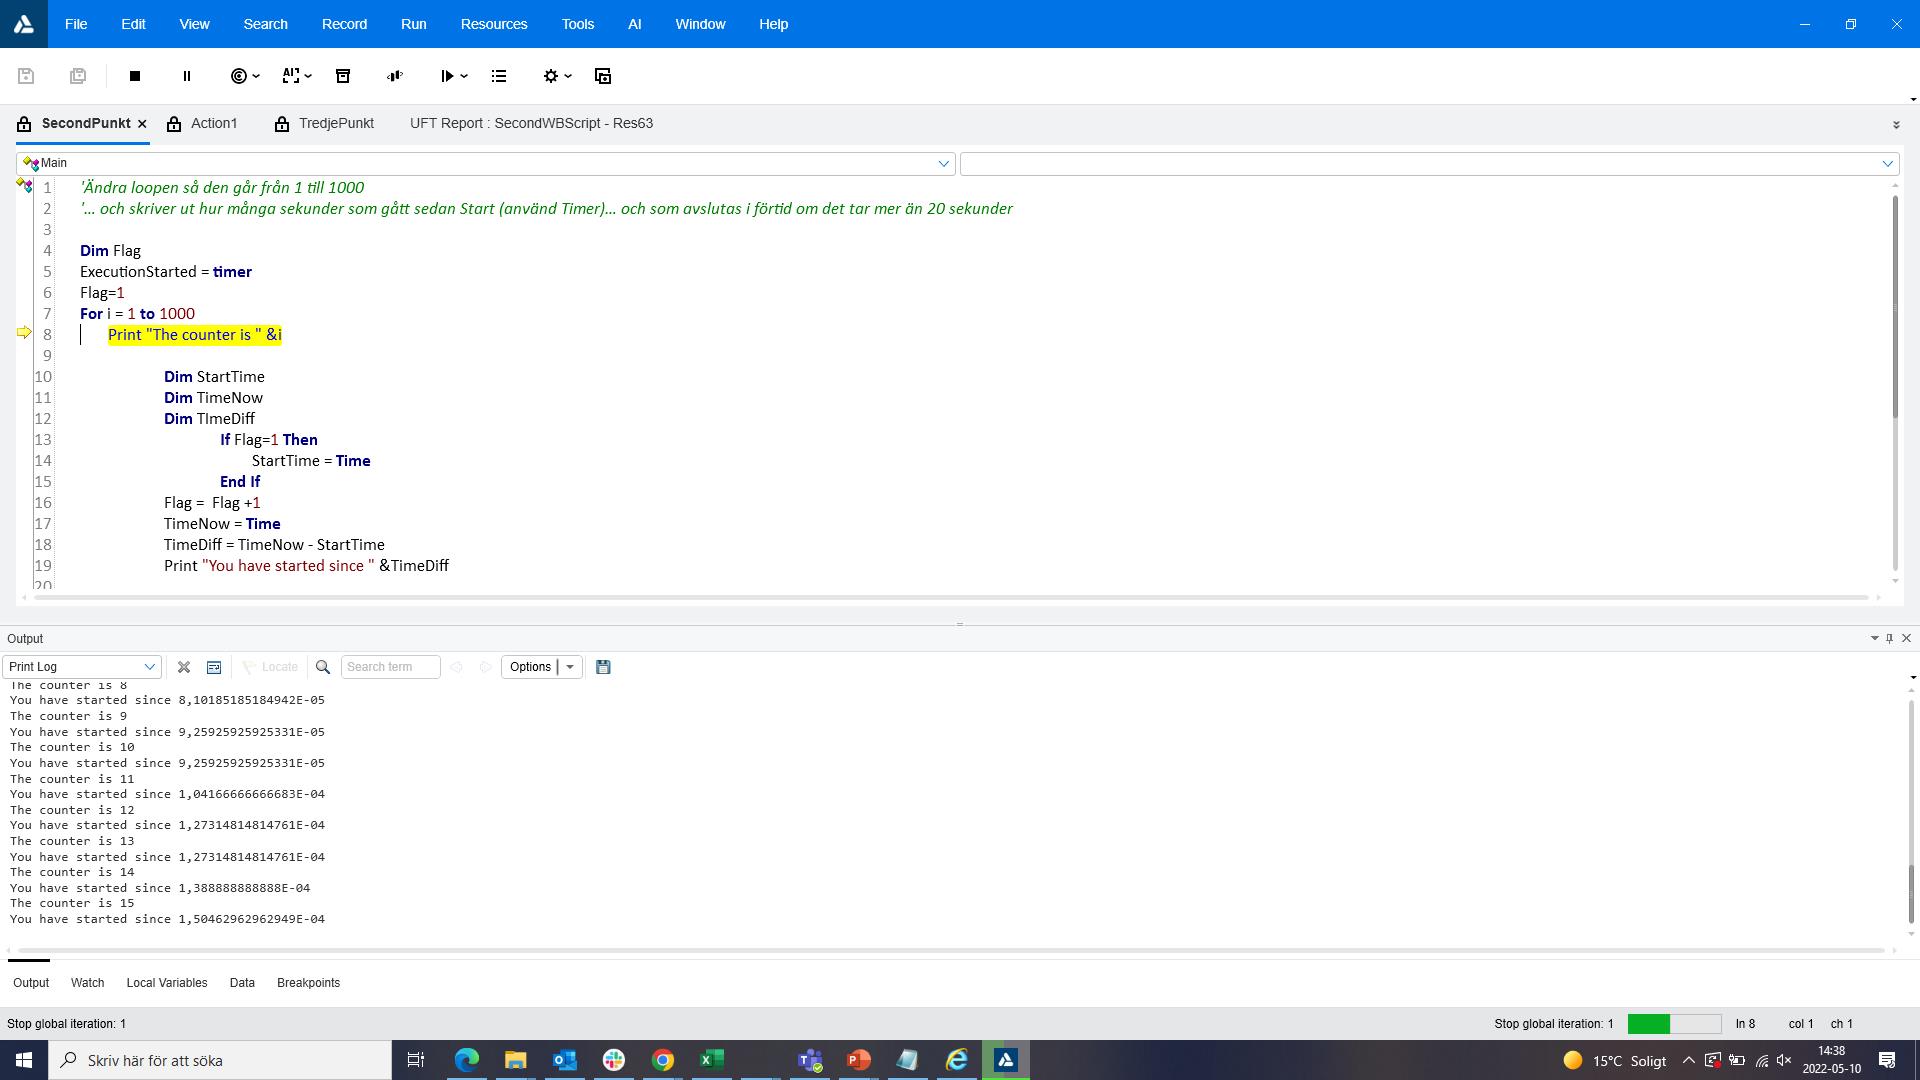 File Edit View Search Record Run Resources Tools AI Window Help
AI
SecondPunkt Action1 TredjePunkt UFT Report : SecondWBScript - Res63
Main
1 'Ändra loopen så den går från 1 till 1000
2 '... och skriver ut hur många sekunder som gått sedan Start (använd Timer)... och som avslutas i förtid om det tar mer än 20 sekunder
3
4 Dim Flag
5 ExecutionStarted = timer
6 Flag=1
7 For i = 1 to 1000
8 Print "The counter is " &i
9
10 Dim StartTime
11 Dim TimeNow
12 Dim TImeDiff
13 If Flag=1 Then
14 StartTime = Time
15 End If
16 Flag =  Flag +1
17 TimeNow = Time
18 TimeDiff = TimeNow - StartTime
19 Print "You have started since " &TimeDiff
20
Output
Print Log Locate Search term Options
The counter is 8
You have started since 8,10185185184942E-05
The counter is 9
You have started since 9,25925925925331E-05
The counter is 10
You have started since 9,25925925925331E-05
The counter is 11
You have started since 1,04166666666683E-04
The counter is 12
You have started since 1,27314814814761E-04
The counter is 13
You have started since 1,27314814814761E-04
The counter is 14
You have started since 1,388888888888E-04
The counter is 15
You have started since 1,50462962962949E-04
Output Watch Local Variables Data Breakpoints
Stop global iteration: 1 Stop global iteration: 1 ln 8 col 1 ch 1
Skriv här för att söka 15°C Soligt 14:38
2022-05-10